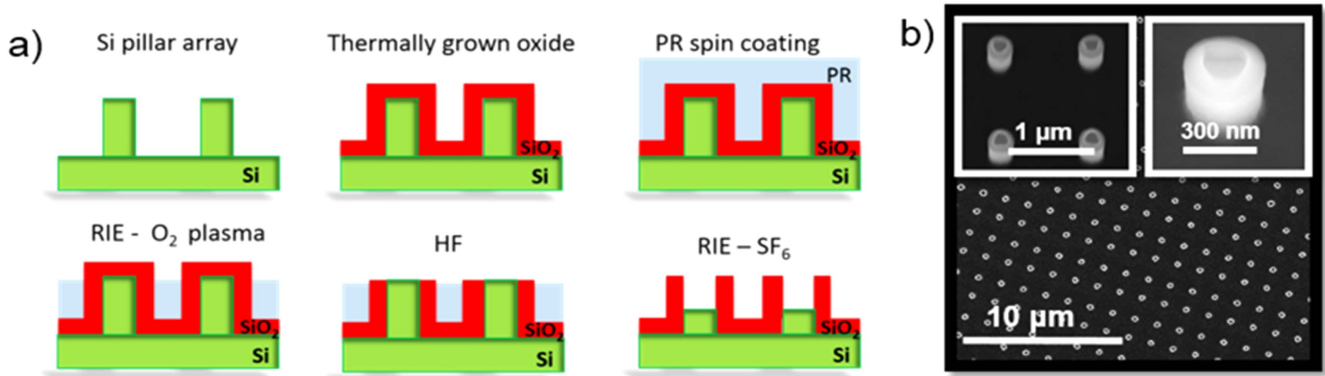 a)
Si pillar array
Thermally grown oxide
PR spin coating
Si
SiO₂
Si
PR
SiO₂
Si
RIE - O₂ plasma
HF
RIE – SF₆
SiO₂
Si
SiO₂
Si
SiO₂
Si
b)
1 μm
300 nm
10 μm